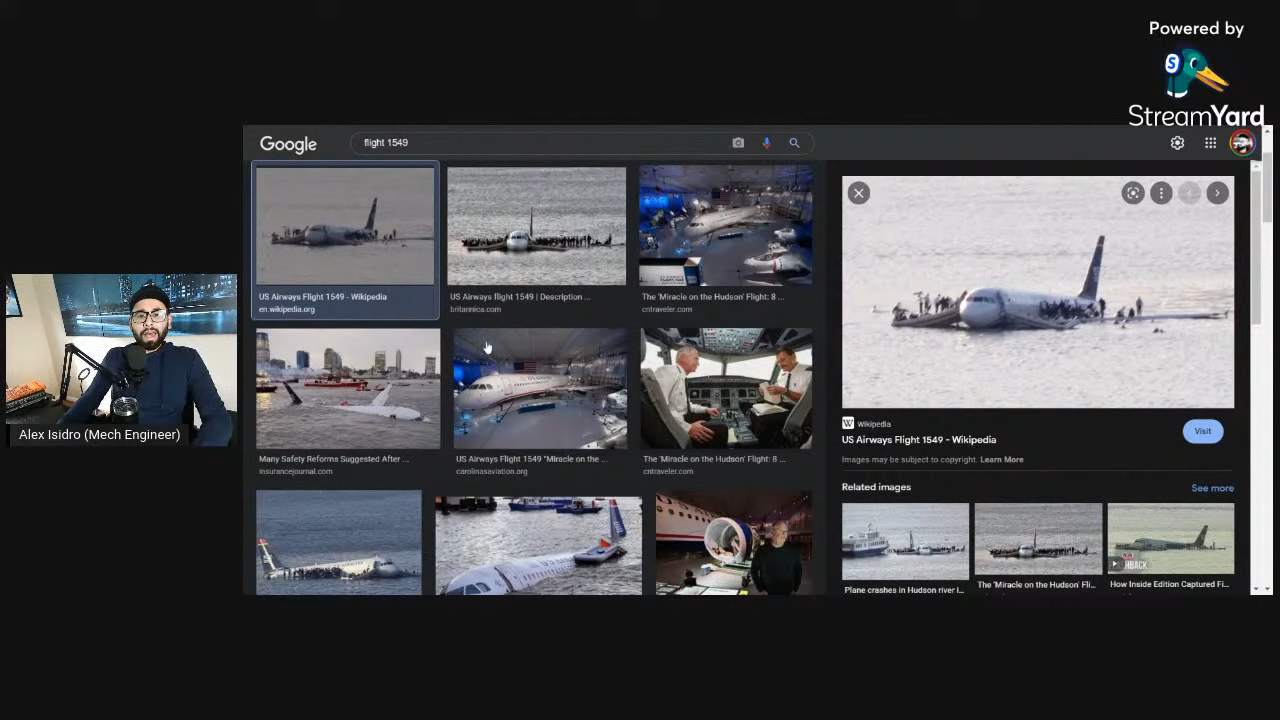 Powered by
StreamYard
Google
flight 1549
US Airways Flight 1549 - Wikipedia
en.wikipedia.org
US Airways flight 1549 | Description ...
britannica.com
The 'Miracle on the Hudson' Flight: 8 ...
cntraveler.com
Many Safety Reforms Suggested After ...
insurancejournal.com
US Airways Flight 1549 "Miracle on the ...
carolinasaviation.org
The 'Miracle on the Hudson' Flight: 8 ...
cntraveler.com
Wikipedia
US Airways Flight 1549 - Wikipedia
Visit
Images may be subject to copyright. Learn More
Related images
See more
Plane crashes in Hudson river i...
The 'Miracle on the Hudson' Fli...
How Inside Edition Captured Fi...
Alex Isidro (Mech Engineer)